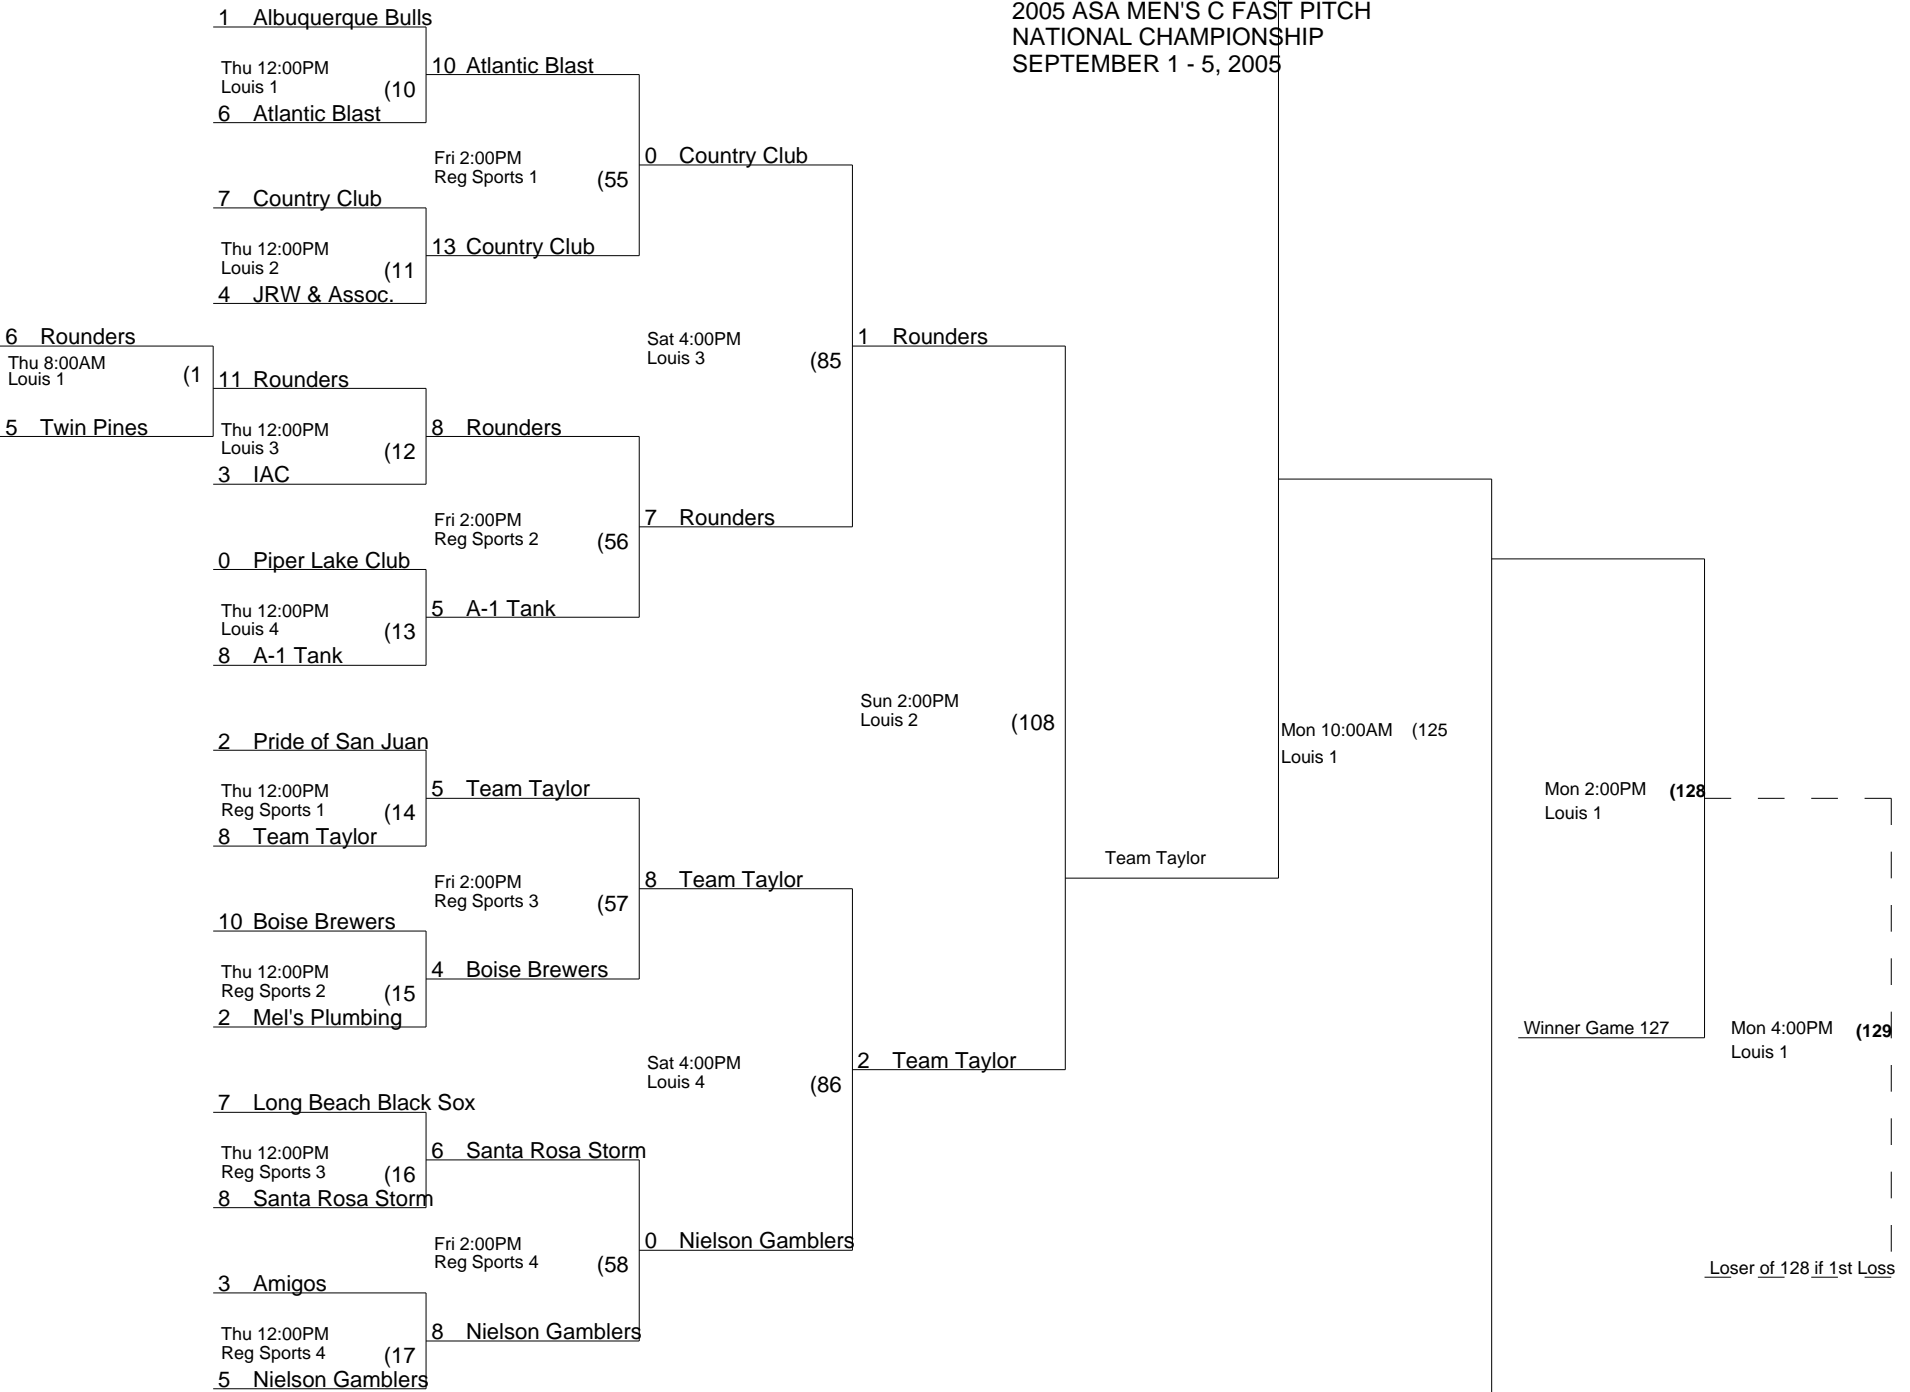 2005 ASA MEN'S C FAST PITCH
NATIONAL CHAMPIONSHIP
SEPTEMBER 1 - 5, 2005
1 Albuquerque Bulls
Thu 12:00PM
Louis 1 (10
6 Atlantic Blast
10 Atlantic Blast
Fri 2:00PM
Reg Sports 1 (55
7 Country Club
Thu 12:00PM
Louis 2 (11
4 JRW & Assoc.
13 Country Club
0 Country Club
6 Rounders
Thu 8:00AM
Louis 1 (1
5 Twin Pines
11 Rounders
Thu 12:00PM
Louis 3 (12
3 IAC
8 Rounders
Fri 2:00PM
Reg Sports 2 (56
0 Piper Lake Club
Thu 12:00PM
Louis 4 (13
8 A-1 Tank
5 A-1 Tank
7 Rounders
Sat 4:00PM
Louis 3 (85
1 Rounders
Sun 2:00PM
Louis 2 (108
2 Pride of San Juan
Thu 12:00PM
Reg Sports 1 (14
8 Team Taylor
5 Team Taylor
Fri 2:00PM
Reg Sports 3 (57
10 Boise Brewers
Thu 12:00PM
Reg Sports 2 (15
2 Mel's Plumbing
4 Boise Brewers
8 Team Taylor
Sat 4:00PM
Louis 4 (86
7 Long Beach Black Sox
Thu 12:00PM
Reg Sports 3 (16
8 Santa Rosa Storm
6 Santa Rosa Storm
Fri 2:00PM
Reg Sports 4 (58
3 Amigos
Thu 12:00PM
Reg Sports 4 (17
5 Nielson Gamblers
8 Nielson Gamblers
0 Nielson Gamblers
2 Team Taylor
Team Taylor
Mon 10:00AM (125
Louis 1
Mon 2:00PM (128
Louis 1
Winner Game 127
Mon 4:00PM (129
Louis 1
Loser of 128 if 1st Loss